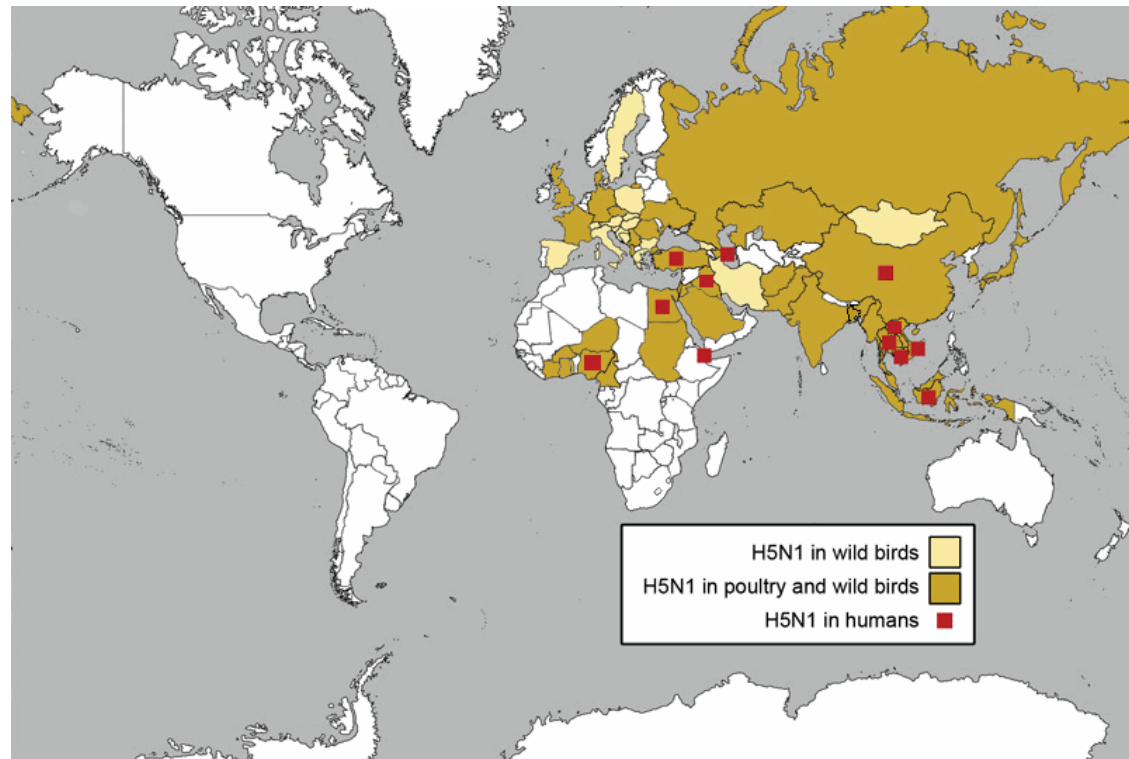 H5N1 in wild birds
H5N1 in poultry and wild birds
H5N1 in humans